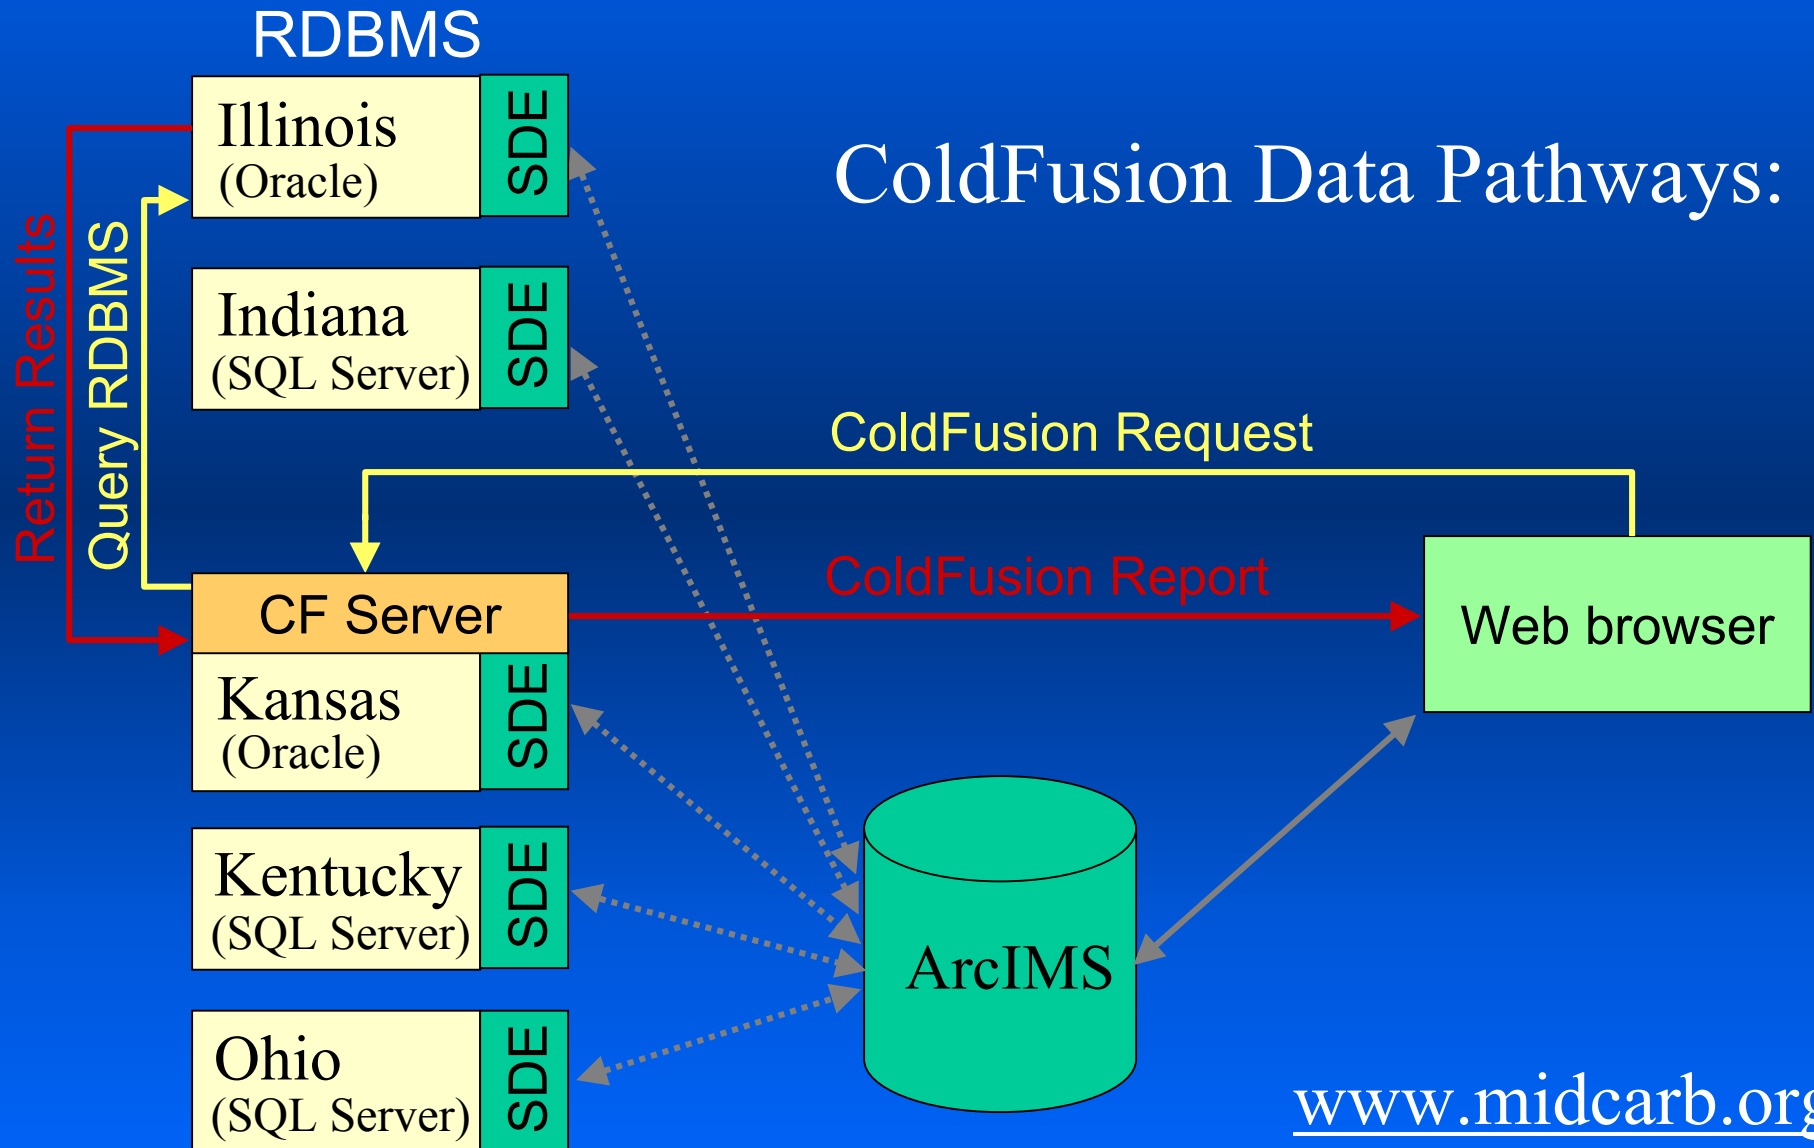 RDBMS
Illinois
(Oracle)
SDE
ColdFusion Data Pathways:
Return Results
Query RDBMS
Indiana
(SQL Server)
SDE
ColdFusion Request
CF Server
ColdFusion Report
Web browser
Kansas
(Oracle)
SDE
Kentucky
(SQL Server)
SDE
ArcIMS
Ohio
(SQL Server)
SDE
www.midcarb.org